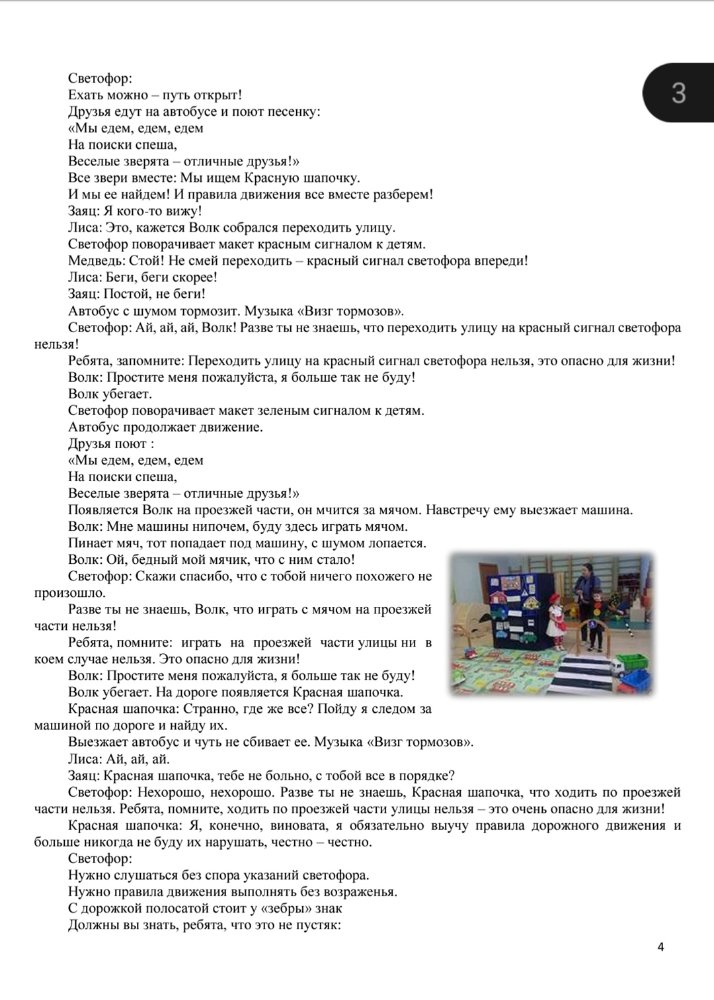 3
Светофор:
Ехать можно – путь открыт!
Друзья едут на автобусе и поют песенку:
«Мы едем, едем, едем
На поиски спеша,
Веселые зверята – отличные друзья!»
Все звери вместе: Мы ищем Красную шапочку.
И мы ее найдем! И правила движения все вместе разберем!
Заяц: Я кого-то вижу!
Лиса: Это, кажется Волк собрался переходить улицу.
Светофор поворачивает макет красным сигналом к детям.
Медведь: Стой! Не смей переходить – красный сигнал светофора впереди!
Лиса: Беги, беги скорее!
Заяц: Постой, не беги!
Автобус с шумом тормозит. Музыка «Визг тормозов».
Светофор: Ай, ай, ай, Волк! Разве ты не знаешь, что переходить улицу на красный сигнал светофора
нельзя!
Ребята, запомните: Переходить улицу на красный сигнал светофора нельзя, это опасно для жизни!
Волк: Простите меня пожалуйста, я больше так не буду!
Волк убегает.
Светофор поворачивает макет зеленым сигналом к детям.
Автобус продолжает движение.
Друзья поют :
«Мы едем, едем, едем
На поиски спеша,
Веселые зверята – отличные друзья!»
Появляется Волк на проезжей части, он мчится за мячом. Навстречу ему выезжает машина.
Волк: Мне машины нипочем, буду здесь играть мячом.
Пинает мяч, тот попадает под машину, с шумом лопается.
Волк: Ой, бедный мой мячик, что с ним стало!
Светофор: Скажи спасибо, что с тобой ничего похожего не
произошло.
Разве ты не знаешь, Волк, что играть с мячом на проезжей
части нельзя!
Ребята, помните: играть на проезжей части улицы ни в
коем случае нельзя. Это опасно для жизни!
Волк: Простите меня пожалуйста, я больше так не буду!
Волк убегает. На дороге появляется Красная шапочка.
Красная шапочка: Странно, где же все? Пойду я следом за
машиной по дороге и найду их.
Выезжает автобус и чуть не сбивает ее. Музыка «Визг тормозов».
Лиса: Ай, ай, ай.
Заяц: Красная шапочка, тебе не больно, с тобой все в порядке?
Светофор: Нехорошо, нехорошо. Разве ты не знаешь, Красная шапочка, что ходить по проезжей
части нельзя. Ребята, помните, ходить по проезжей части улицы нельзя – это очень опасно для жизни!
Красная шапочка: Я, конечно, виновата, я обязательно выучу правила дорожного движения и
больше никогда не буду их нарушать, честно – честно.
Светофор:
Нужно слушаться без спора указаний светофора.
Нужно правила движения выполнять без возраженья.
С дорожкой полосатой стоит у «зебры» знак
Должны вы знать, ребята, что это не пустяк:
4